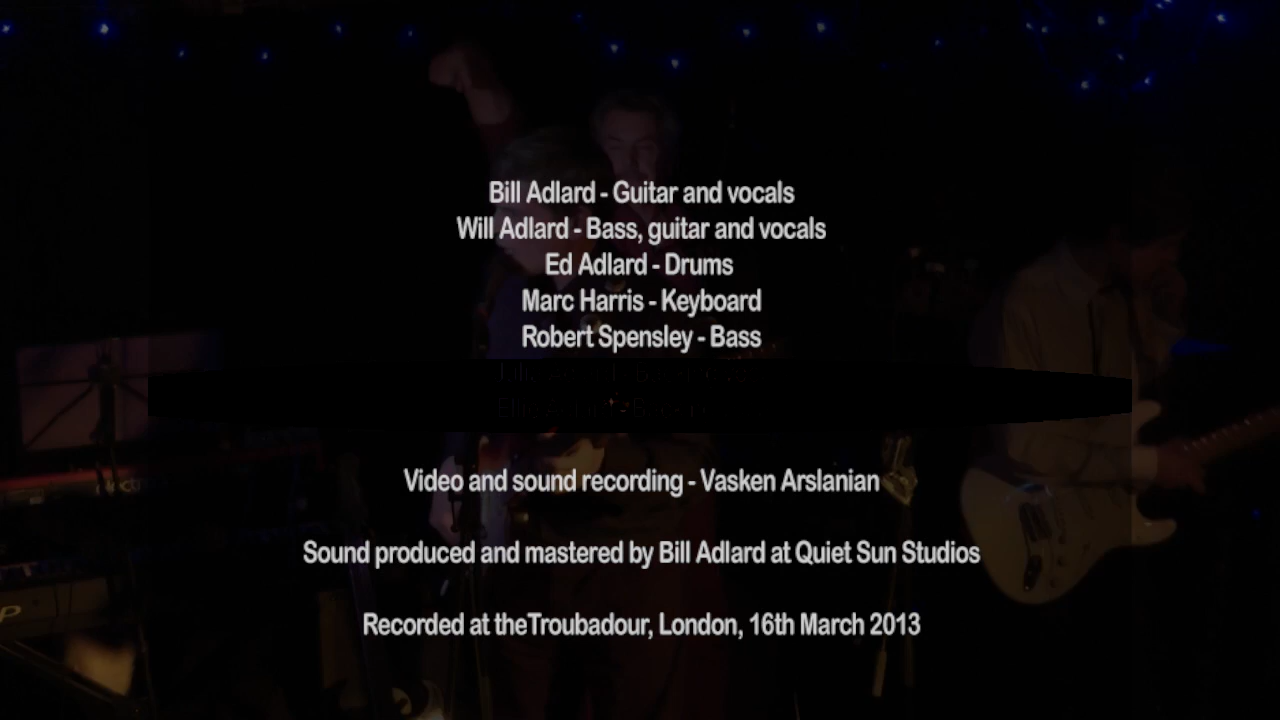 Bill Adlard - Guitar and vocals
Will Adlard - Bass, guitar and vocals
Ed Adlard - Drums
Marc Harris - Keyboard
Robert Spensley - Bass
Video and sound recording - Vasken Arslanian
Sound produced and mastered by Bill Adlard at Quiet Sun Studios
Recorded at theTroubadour, London, 16th March 2013